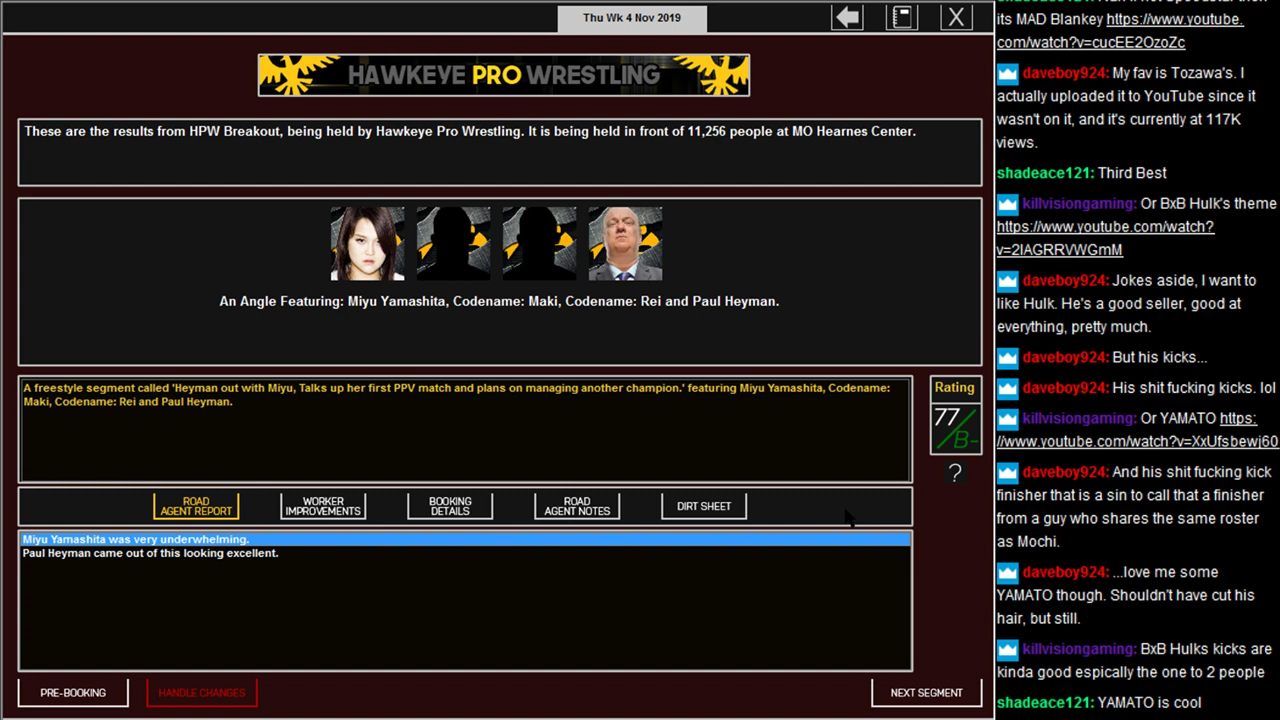 Thu Wk 4 Nov 2019
HAWKEYE PRO WRESTLING
These are the results from HPW Breakout, being held by Hawkeye Pro Wrestling. It is being held in front of 11,256 people at MO Hearnes Center.
An Angle Featuring: Miyu Yamashita, Codename: Maki, Codename: Rei and Paul Heyman.
A freestyle segment called 'Heyman out with Miyu, Talks up her first PPV match and plans on managing another champion.' featuring Miyu Yamashita, Codename:
Maki, Codename: Rei and Paul Heyman.
Rating
77
B-
?
ROAD
AGENT REPORT
WORKER
IMPROVEMENTS
BOOKING
DETAILS
ROAD
AGENT NOTES
DIRT SHEET
Miyu Yamashita was very underwhelming.
Paul Heyman came out of this looking excellent.
PRE-BOOKING
HANDLE CHANGES
NEXT SEGMENT
its MAD Blankey https://www.youtube.
com/watch?v=cucEE2OzoZc
daveboy924: My fav is Tozawa's. I
actually uploaded it to YouTube since it
wasn't on it, and it's currently at 117K
views.
shadeace121: Third Best
killvisiongaming: Or BxB Hulk's theme
https://www.youtube.com/watch?
v=2IAGRRVWGmM
daveboy924: Jokes aside, I want to
like Hulk. He's a good seller, good at
everything, pretty much.
daveboy924: But his kicks...
daveboy924: His shit fucking kicks. lol
killvisiongaming: Or YAMATO https:
//www.youtube.com/watch?v=XxUfsbewj60
daveboy924: And his shit fucking kick
finisher that is a sin to call that a finisher
from a guy who shares the same roster
as Mochi.
daveboy924: ...love me some
YAMATO though. Shouldn't have cut his
hair, but still.
killvisiongaming: BxB Hulks kicks are
kinda good espically the one to 2 people
shadeace121: YAMATO is cool